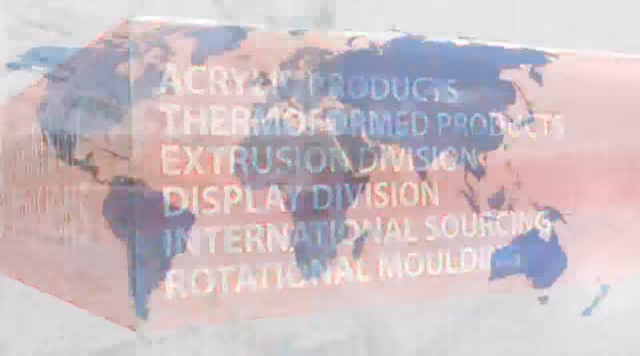 ACRYLIC PRODUCTS
THERMOFORMED PRODUCTS
EXTRUSION DIVISION
DISPLAY DIVISION
INTERNATIONAL SOURCING
ROTATIONAL MOULDING